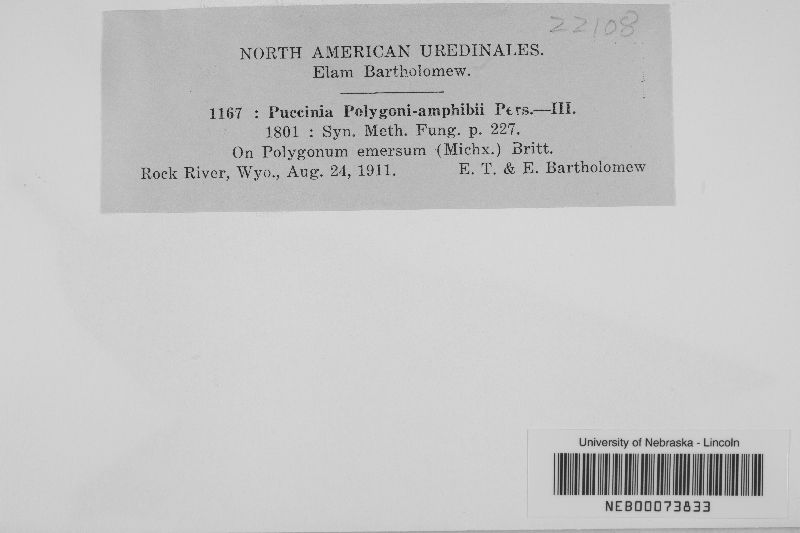 22108
NORTH AMERICAN UREDINALES.
Elam Bartholomew.
1167 : Puccinia Polygoni-amphibii Pers.—III.
1801 : Syn. Meth. Fung. p. 227.
On Polygonum emersum (Michx.) Britt.
Rock River, Wyo., Aug. 24, 1911. E. T. & E. Bartholomew
University of Nebraska - Lincoln
NEB00073833